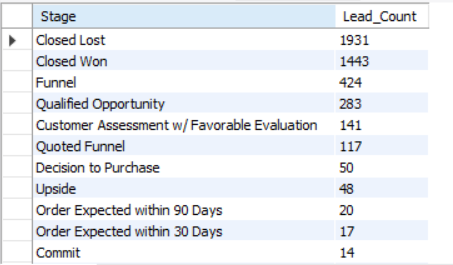 Stage Lead_Count
Closed Lost 1931
Closed Won 1443
Funnel 424
Qualified Opportunity 283
Customer Assessment w/ Favorable Evaluation 141
Quoted Funnel 117
Decision to Purchase 50
Upside 48
Order Expected within 90 Days 20
Order Expected within 30 Days 17
Commit 14